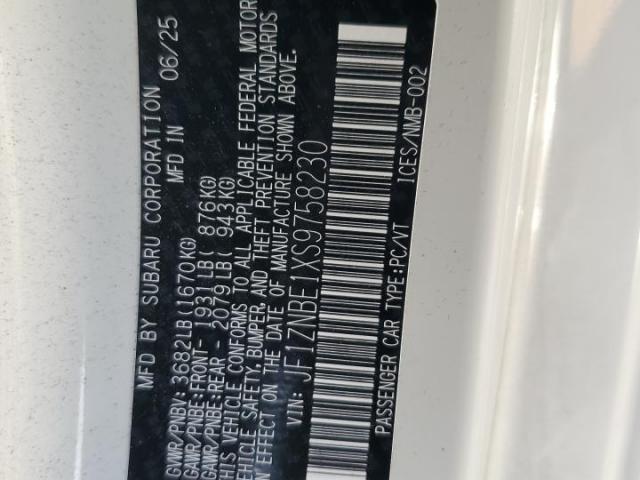 MFD BY SUBARU CORPORATION 06/25
MFD IN
GVWR/PNBV: 3682LB(1670KG)
GAWR/PNBE:FRONT- 1931LB( 876KG)
GAWR/PNBE:REAR - 2079LB( 943KG)
THIS VEHICLE CONFORMS TO ALL APPLICABLE FEDERAL MOTOR
VEHICLE SAFETY, BUMPER, AND THEFT PREVENTION STANDARDS
IN EFFECT ON THE DATE OF MANUFACTURE SHOWN ABOVE.
VIN: JF1ZNBE1XS9758230
PASSENGER CAR TYPE:PC/VT ICES/NMB-002